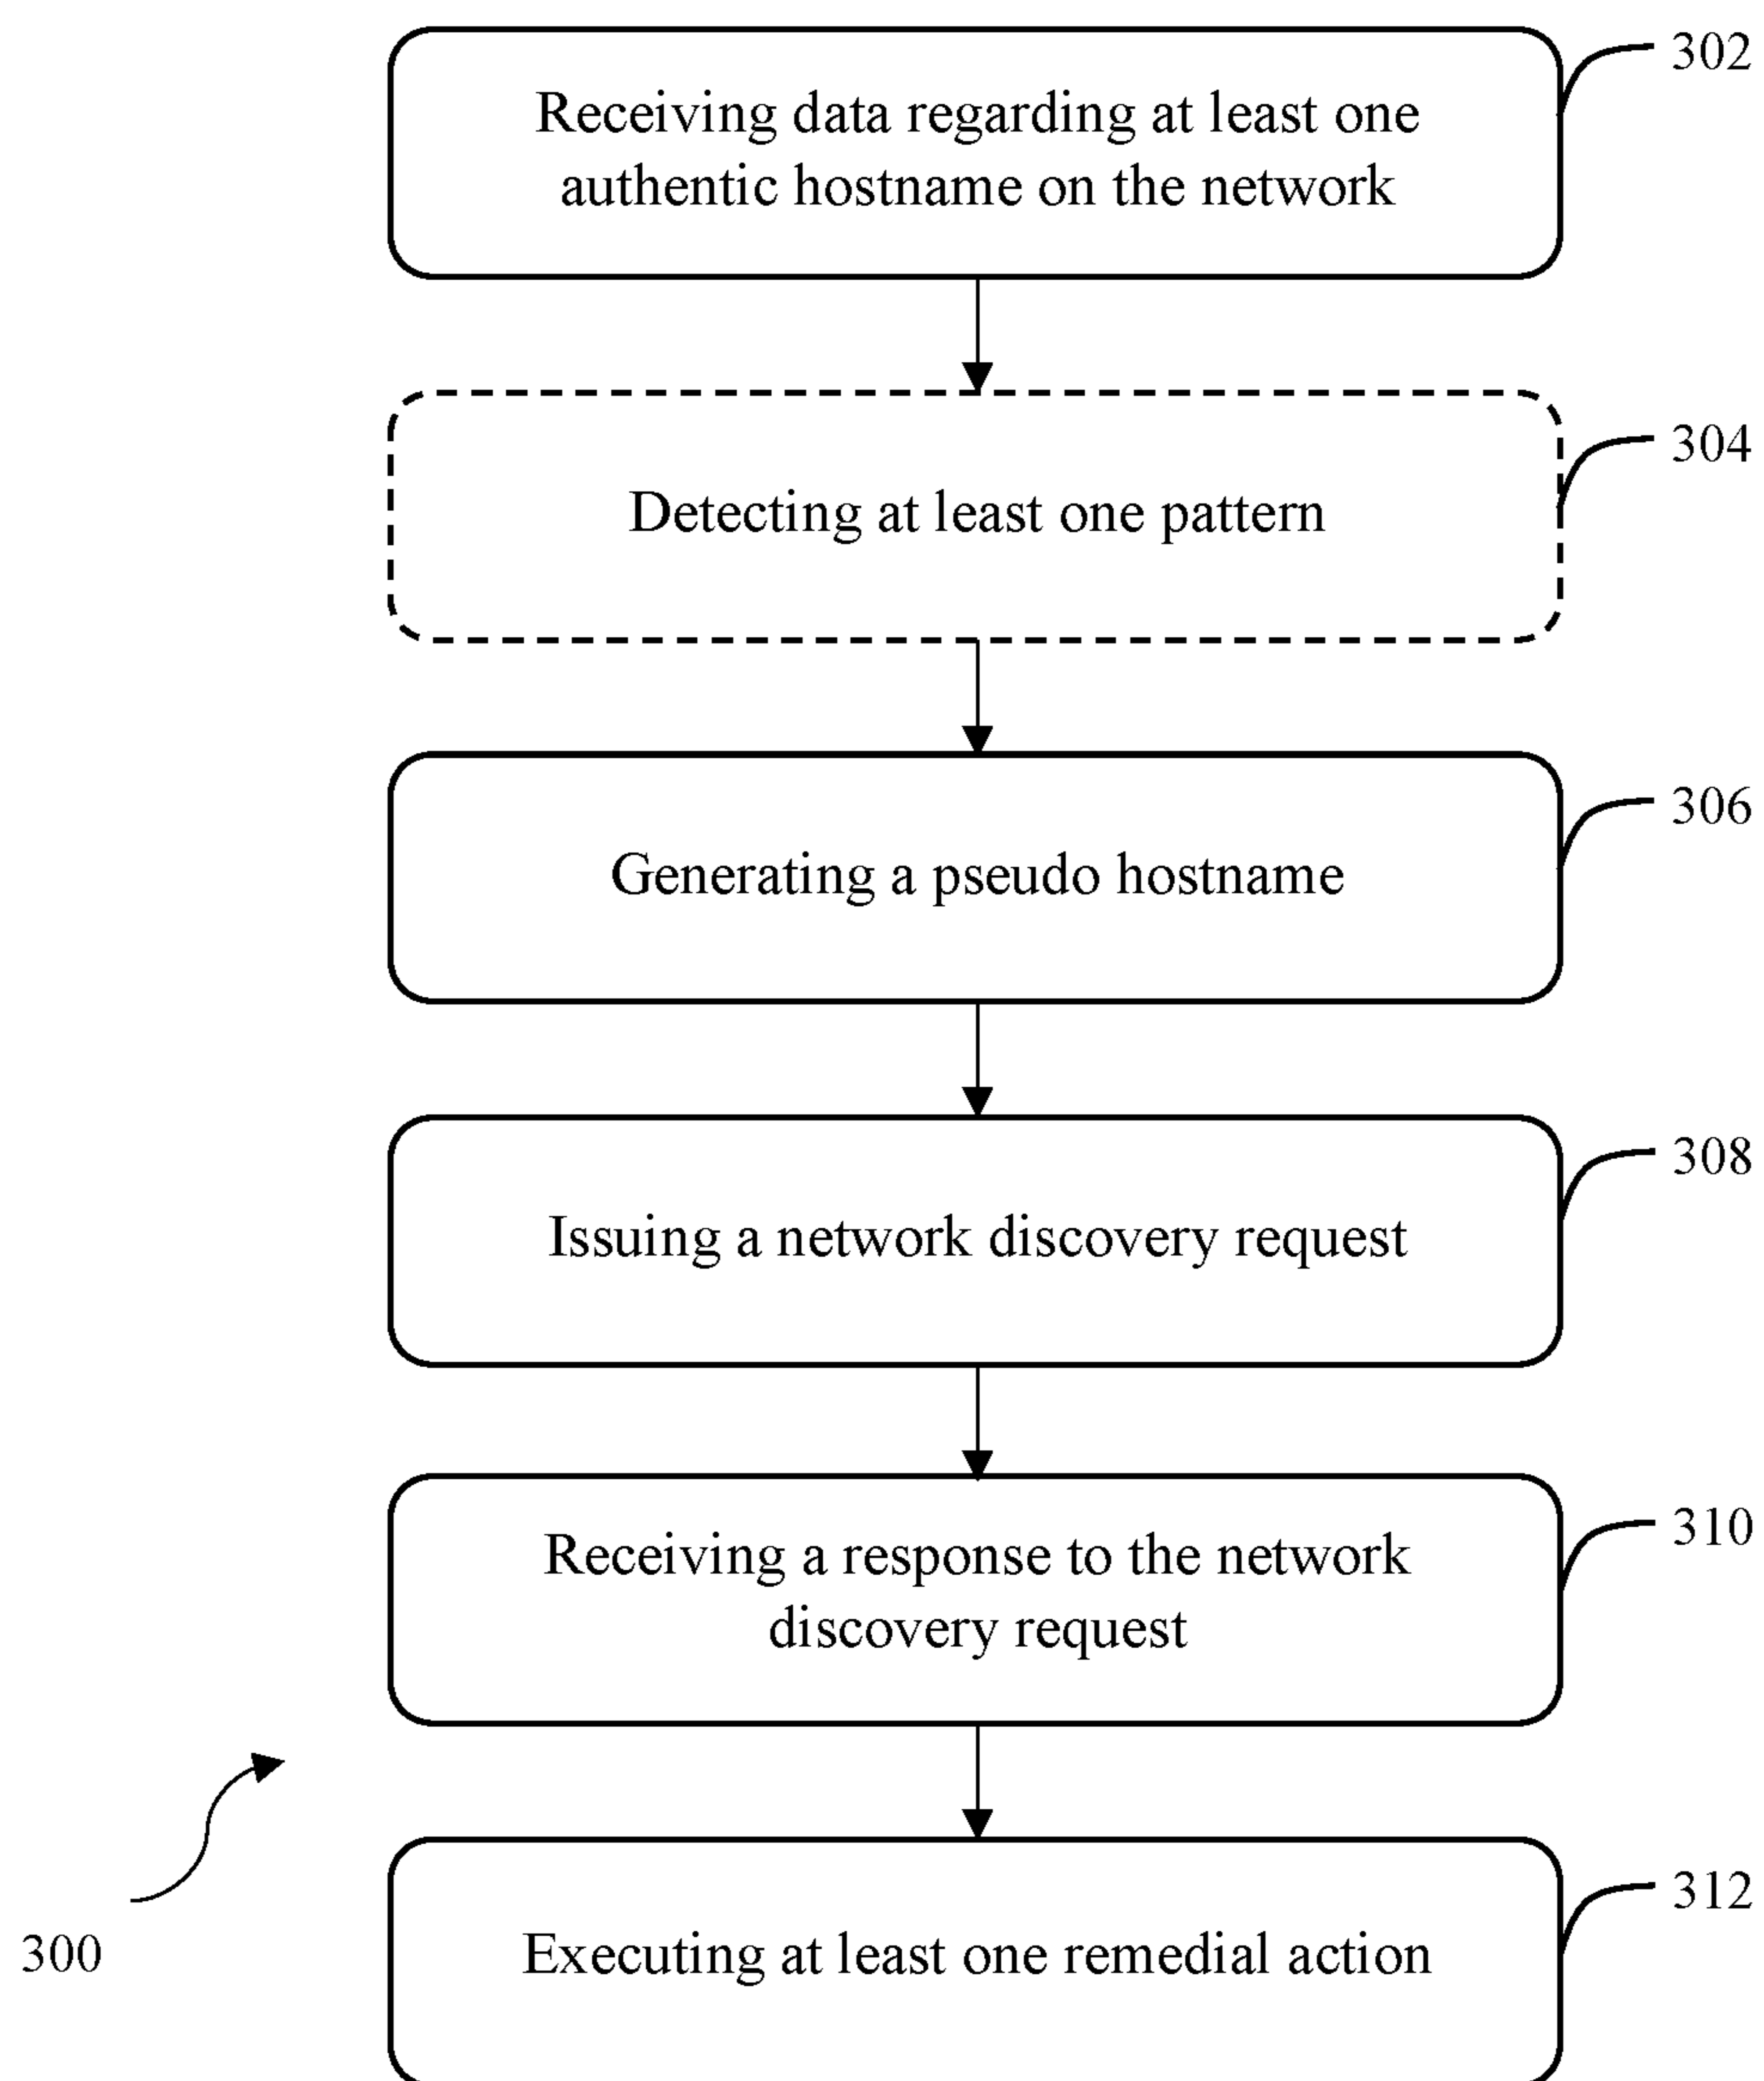 302
Receiving data regarding at least one
authentic hostname on the network
304
Detecting at least one pattern
306
Generating a pseudo hostname
308
Issuing a network discovery request
310
Receiving a response to the network
discovery request
312
Executing at least one remedial action
300